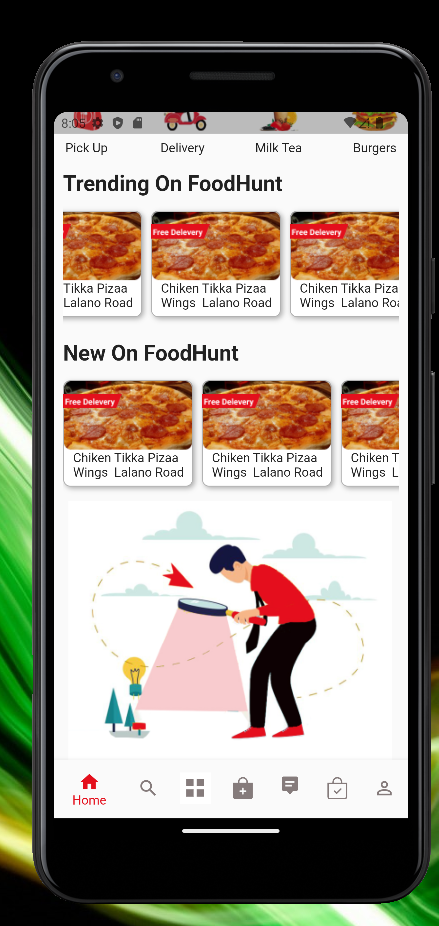 8:05
Pick Up Delivery Milk Tea Burgers
Trending On FoodHunt
Free Delevery Free Delevery
Tikka Pizaa Chiken Tikka Pizaa Chiken Tikka Pizaa
Lalano Road Wings Lalano Road Wings Lalano Roa
New On FoodHunt
Free Delevery Free Delevery Free Delevery
Chiken Tikka Pizaa Chiken Tikka Pizaa Chiken T
Wings Lalano Road Wings Lalano Road Wings L
Home